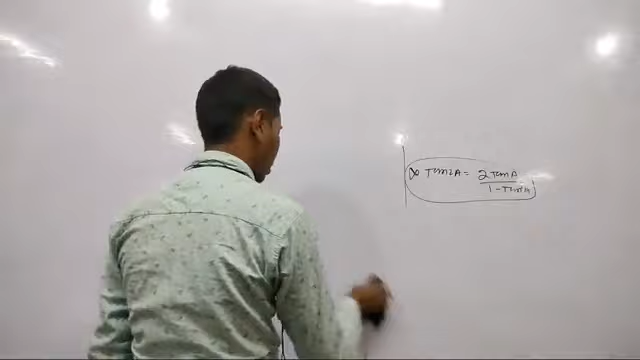 ∝ tan2A = 2tanA
1 - tan²A